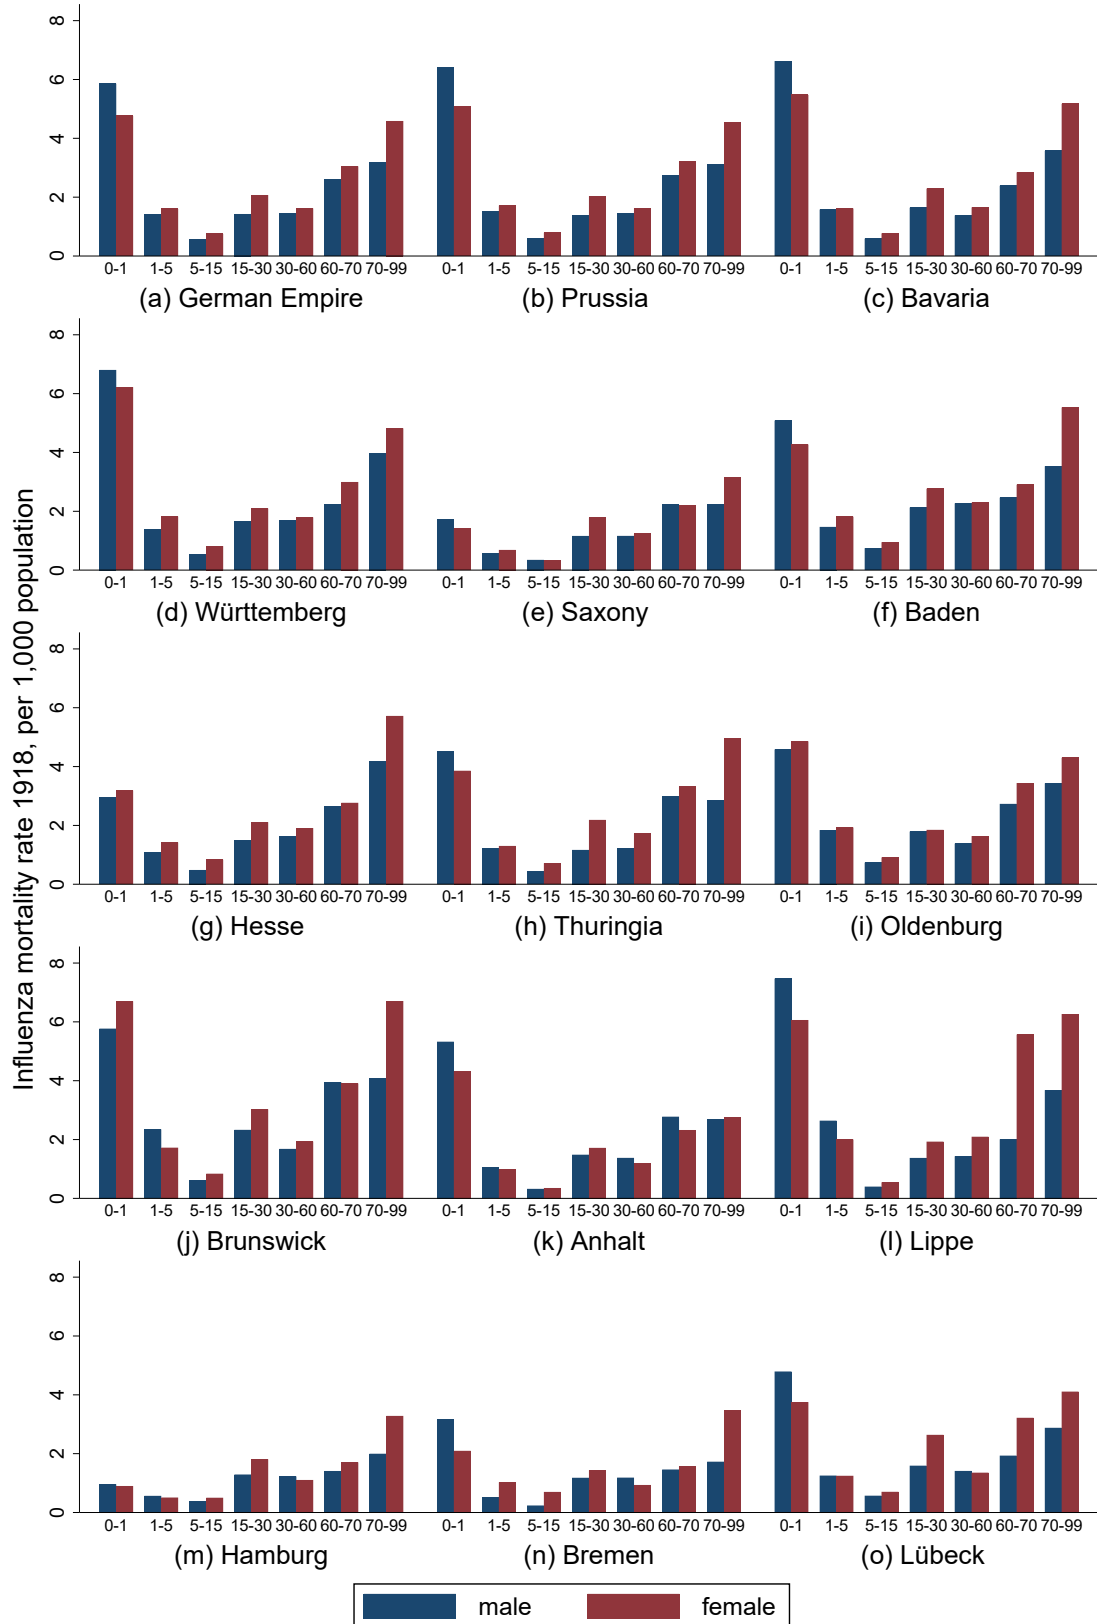 Influenza mortality rate 1918, per 1,000 population
8
6
4
2
0
0-1 1-5 5-15 15-30 30-60 60-70 70-99
0-1 1-5 5-15 15-30 30-60 60-70 70-99
0-1 1-5 5-15 15-30 30-60 60-70 70-99
(a) German Empire
(b) Prussia
(c) Bavaria
8
6
4
2
0
0-1 1-5 5-15 15-30 30-60 60-70 70-99
0-1 1-5 5-15 15-30 30-60 60-70 70-99
0-1 1-5 5-15 15-30 30-60 60-70 70-99
(d) Württemberg
(e) Saxony
(f) Baden
8
6
4
2
0
0-1 1-5 5-15 15-30 30-60 60-70 70-99
0-1 1-5 5-15 15-30 30-60 60-70 70-99
0-1 1-5 5-15 15-30 30-60 60-70 70-99
(g) Hesse
(h) Thuringia
(i) Oldenburg
8
6
4
2
0
0-1 1-5 5-15 15-30 30-60 60-70 70-99
0-1 1-5 5-15 15-30 30-60 60-70 70-99
0-1 1-5 5-15 15-30 30-60 60-70 70-99
(j) Brunswick
(k) Anhalt
(l) Lippe
8
6
4
2
0
0-1 1-5 5-15 15-30 30-60 60-70 70-99
0-1 1-5 5-15 15-30 30-60 60-70 70-99
0-1 1-5 5-15 15-30 30-60 60-70 70-99
(m) Hamburg
(n) Bremen
(o) Lübeck
male
female